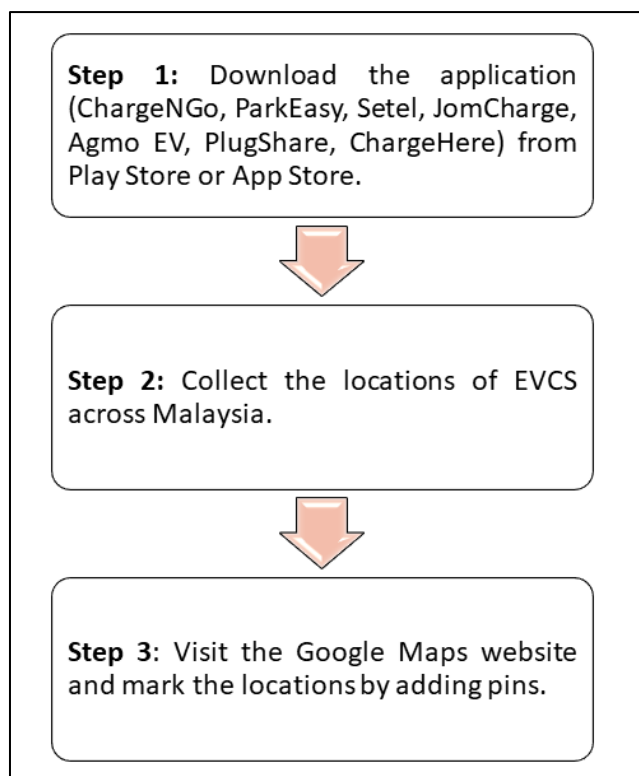 Step 1: Download the application
(ChargeNGo, ParkEasy, Setel, JomCharge,
Agmo EV, PlugShare, ChargeHere) from
Play Store or App Store.
Step 2: Collect the locations of EVCS
across Malaysia.
Step 3: Visit the Google Maps website
and mark the locations by adding pins.